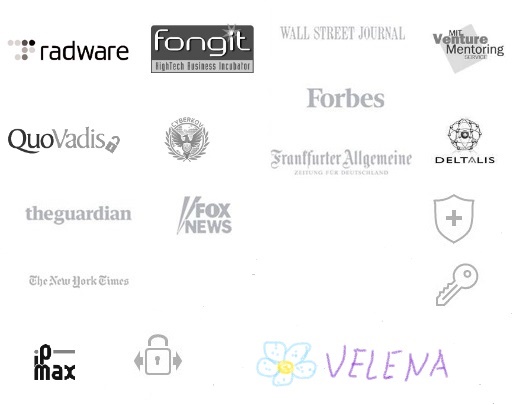 radware
fongit
HighTech Business Incubator
WALL STREET JOURNAL
MIT
Venture
Mentoring
SERVICE
Forbes
QuoVadis
CYBEREQU
DELTALIS
Frankfurter Allgemeine
ZEITUNG FÜR DEUTSCHLAND
theguardian
FOX
NEWS
The New York Times
ip
max
VELENA